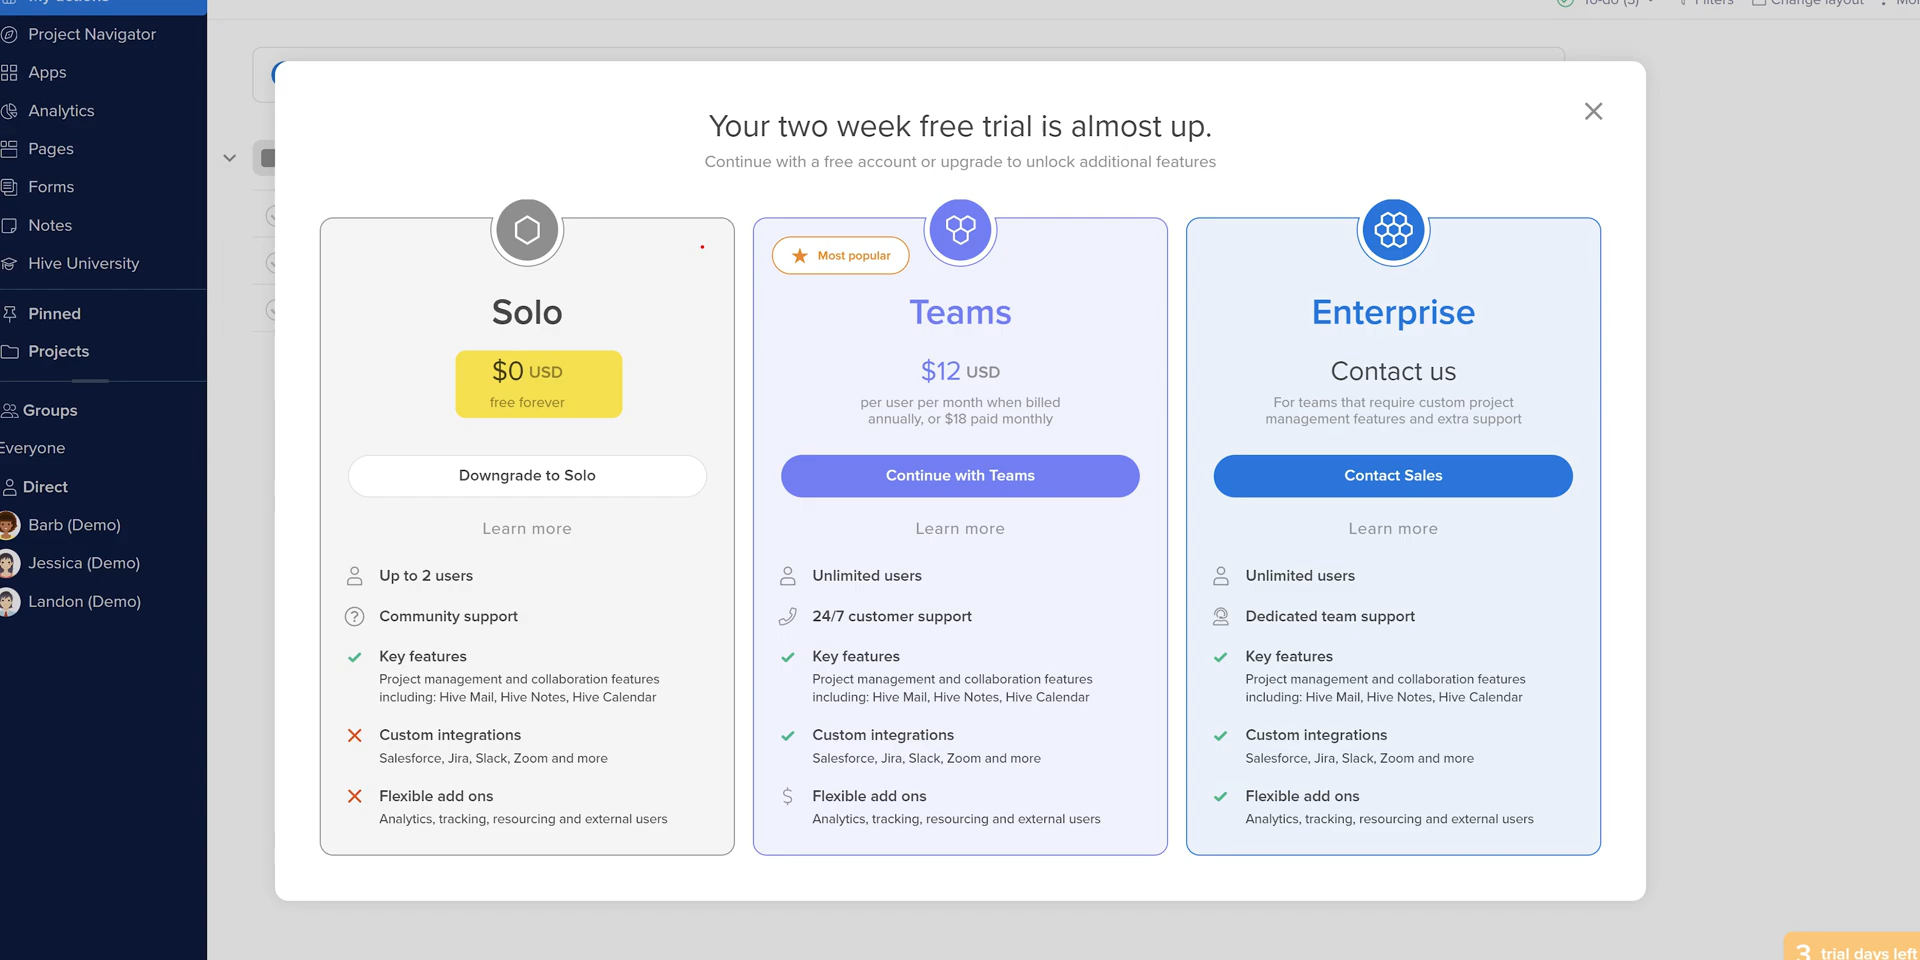 Project Navigator
Apps
Analytics
Pages
Forms
Notes
Hive University
Pinned
Projects
Groups
Everyone
Direct
Barb (Demo)
Jessica (Demo)
Landon (Demo)
Your two week free trial is almost up.
Continue with a free account or upgrade to unlock additional features
Solo
$0 USD
free forever
Downgrade to Solo
Learn more
Up to 2 users
Community support
Key features
Project management and collaboration features
including: Hive Mail, Hive Notes, Hive Calendar
Custom integrations
Salesforce, Jira, Slack, Zoom and more
Flexible add ons
Analytics, tracking, resourcing and external users
Most popular
Teams
$12 USD
per user per month when billed
annually, or $18 paid monthly
Continue with Teams
Learn more
Unlimited users
24/7 customer support
Key features
Project management and collaboration features
including: Hive Mail, Hive Notes, Hive Calendar
Custom integrations
Salesforce, Jira, Slack, Zoom and more
$ Flexible add ons
Analytics, tracking, resourcing and external users
Enterprise
Contact us
For teams that require custom project
management features and extra support
Contact Sales
Learn more
Unlimited users
Dedicated team support
Key features
Project management and collaboration features
including: Hive Mail, Hive Notes, Hive Calendar
Custom integrations
Salesforce, Jira, Slack, Zoom and more
Flexible add ons
Analytics, tracking, resourcing and external users
3 trial days left